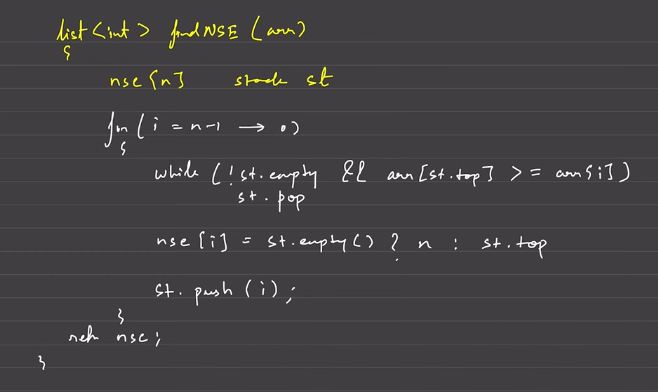 list<int> findNSE (arr)
{
nse[n] stack st
for (i = n-1 → 0)
{
while (!st.empty && arr[st.top] >= arr[i])
st.pop
nse[i] = st.empty() ? n : st.top
st.push(i);
}
return nse;
}